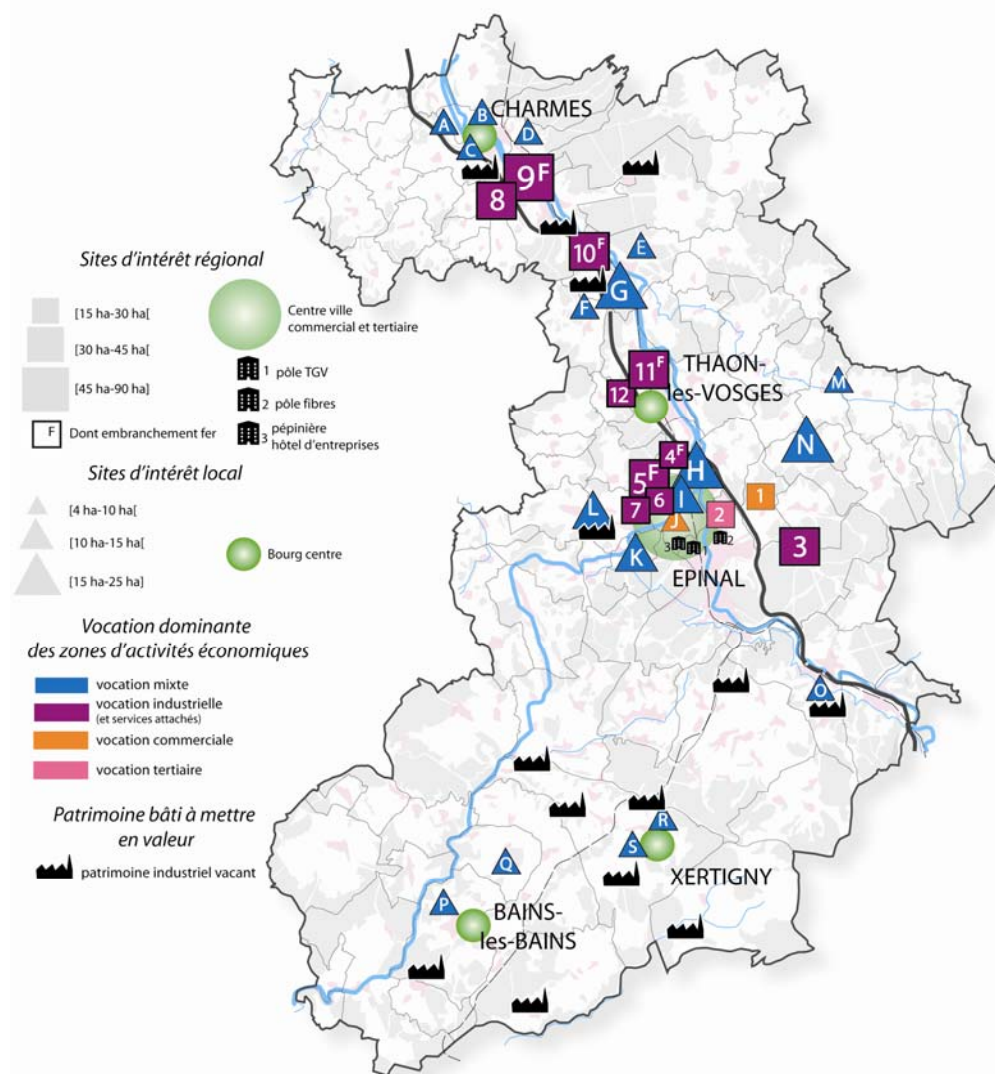 CHARMES
A
B
C
D
9F
8
10F
E
G
F
Sites d'intérêt régional
[15 ha-30 ha[
[30 ha-45 ha[
[45 ha-90 ha]
F Dont embranchement fer
Centre ville
commercial et tertiaire
1 pôle TGV
2 pôle fibres
3 pépinière
hôtel d'entreprises
Sites d'intérêt local
[4 ha-10 ha[
[10 ha-15 ha[
[15 ha-25 ha]
Bourg centre
Vocation dominante
des zones d'activités économiques
vocation mixte
vocation industrielle
(et services attachés)
vocation commerciale
vocation tertiaire
Patrimoine bâti à mettre
en valeur
patrimoine industriel vacant
11F
12
THAON-
les-VOSGES
M
N
4F
H
5F
I
6
7
L
J
2
1
3
K
3
1
2
EPINAL
O
R
S
XERTIGNY
Q
P
BAINS-
les-BAINS